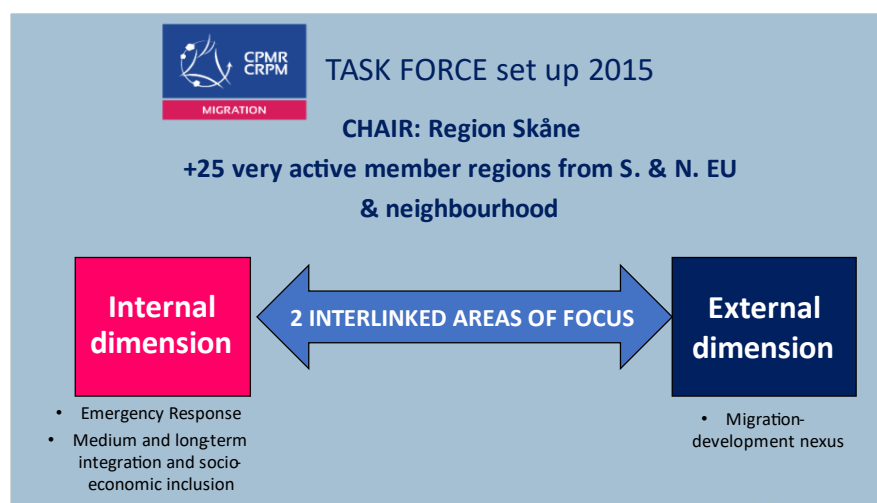 CPMR
CRPM
MIGRATION
TASK FORCE set up 2015
CHAIR: Region Skåne
+25 very active member regions from S. & N. EU
& neighbourhood
Internal
dimension
2 INTERLINKED AREAS OF FOCUS
External
dimension
• Emergency Response
• Medium and long-term
integration and socio-
economic inclusion
• Migration-
development nexus